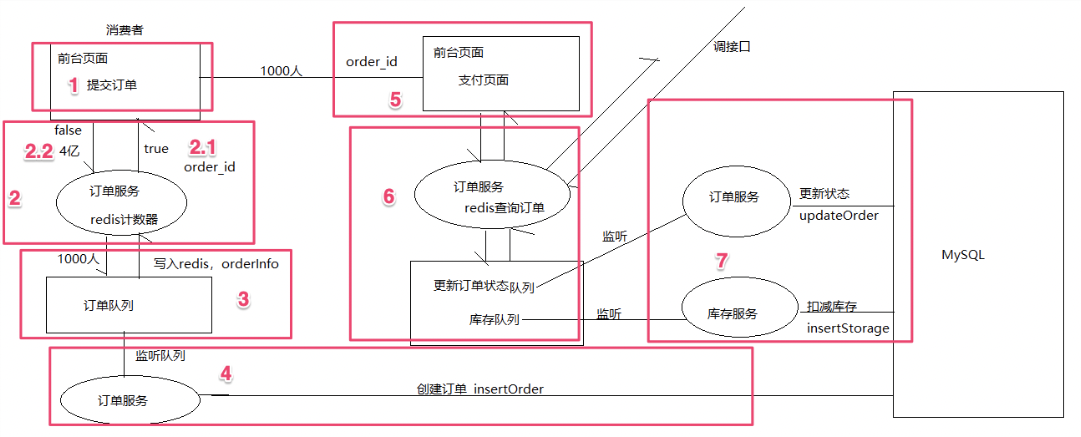 消费者
前台页面
1 提交订单
1000人
order_id
前台页面
支付页面
5
调接口
false
2.2 4亿
true
2.1
order_id
2
订单服务
redis计数器
1000人
写入redis，orderInfo
订单队列
3
监听队列
4
订单服务
创建订单 insertOrder
6
订单服务
redis查询订单
更新订单状态队列
库存队列
监听
监听
7
订单服务
更新状态
updateOrder
库存服务
扣减库存
insertStorage
MySQL